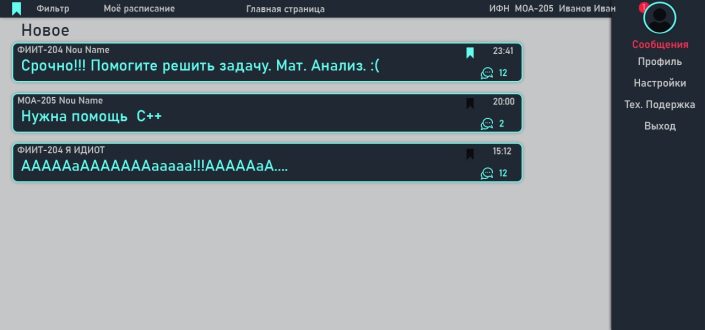 Фильтр Моё расписание Главная страница ИФН МОА-205 Иванов Иван
Новое
ФИИТ-204 Nou Name 23:41
Срочно!!! Помогите решить задачу. Мат. Анализ. :(
12
МОА-205 Nou Name 20:00
Нужна помощь С++
2
ФИИТ-204 Я ИДИОТ 15:12
АААААаАААААААааааа!!!АААААаА....
12
Сообщения
Профиль
Настройки
Тех. Подержка
Выход